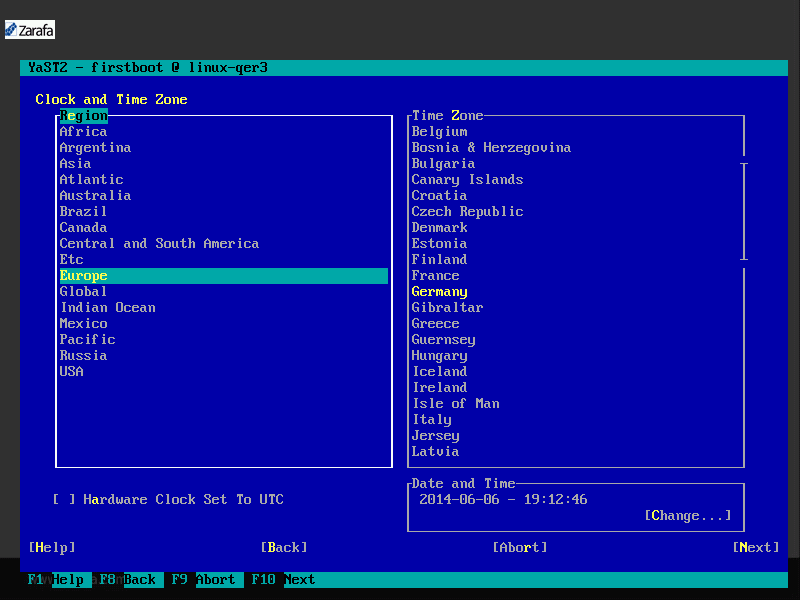 Zarafa
YaST2 - firstboot @ linux-qer3
Clock and Time Zone
Region
Africa
Argentina
Asia
Atlantic
Australia
Brazil
Canada
Central and South America
Etc
Europe
Global
Indian Ocean
Mexico
Pacific
Russia
USA
Time Zone
Belgium
Bosnia & Herzegovina
Bulgaria
Canary Islands
Croatia
Czech Republic
Denmark
Estonia
Finland
France
Germany
Gibraltar
Greece
Guernsey
Hungary
Iceland
Ireland
Isle of Man
Italy
Jersey
Latvia
[ ] Hardware Clock Set To UTC
Date and Time
2014-06-06 - 19:12:46
[Change...]
[Help] [Back] [Abort] [Next]
F1 Help F8 Back F9 Abort F10 Next